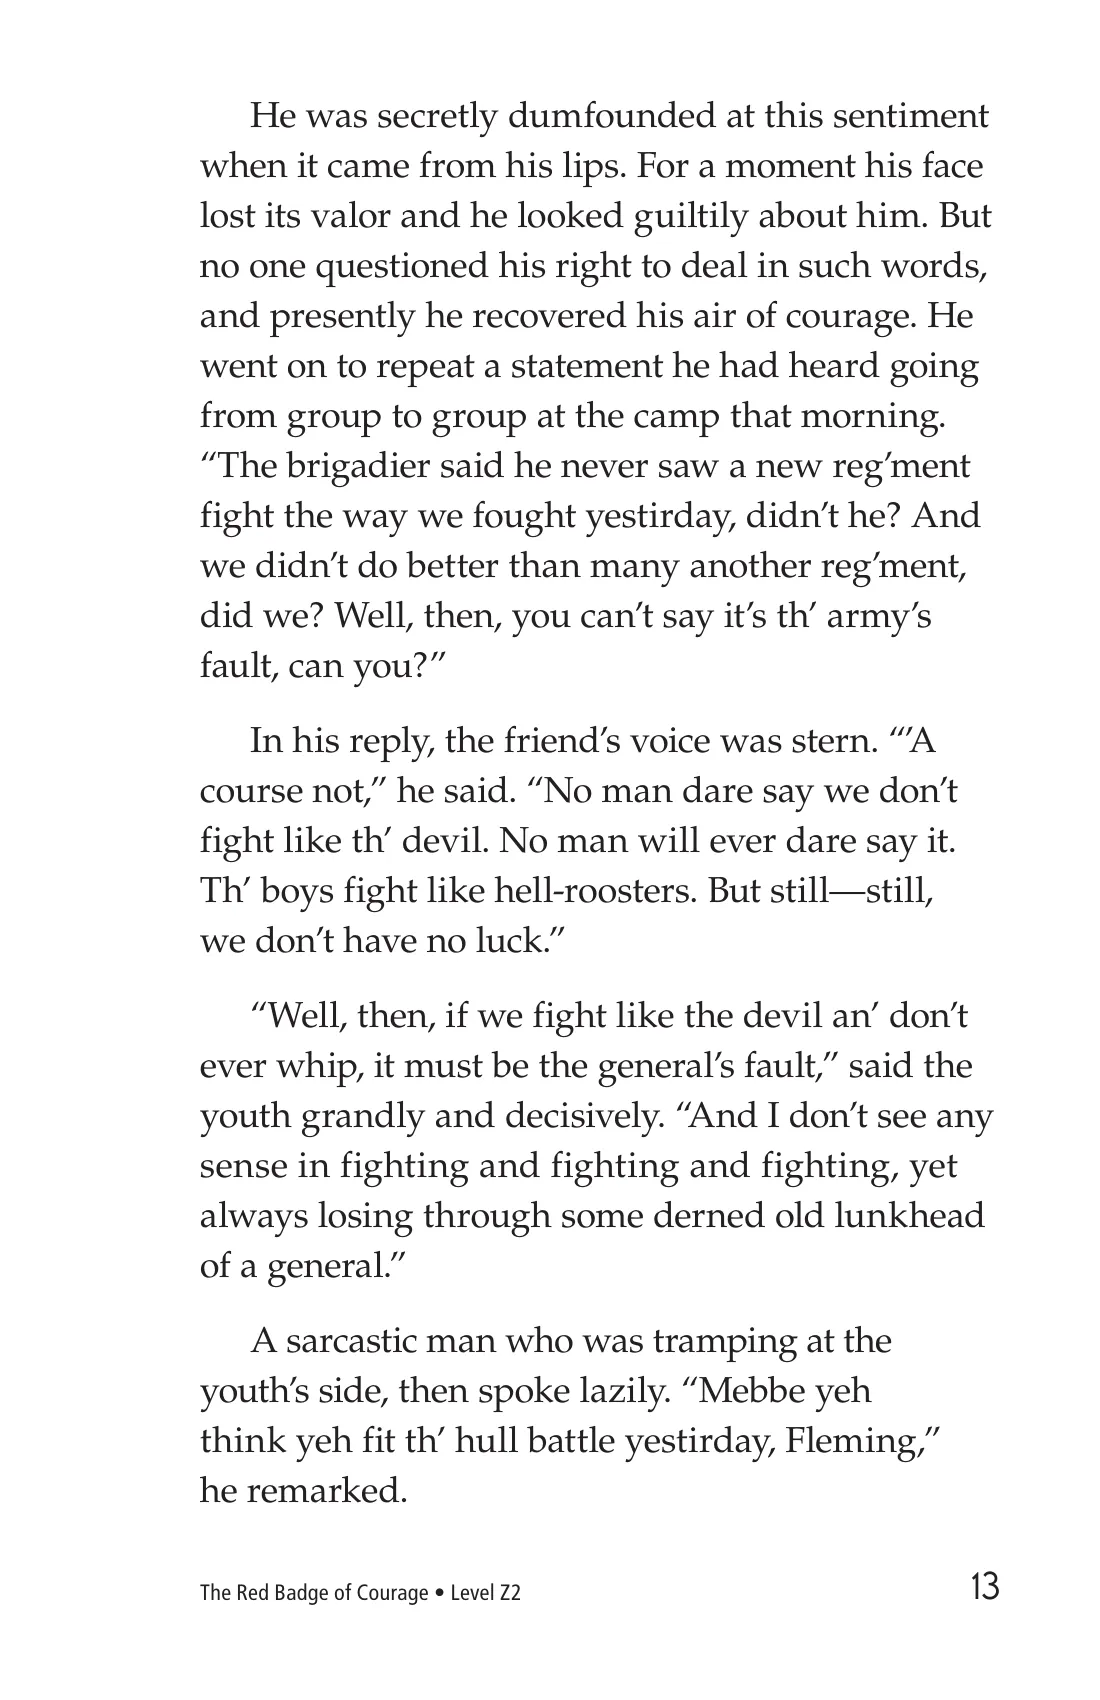 He was secretly dumfounded at this sentiment
when it came from his lips. For a moment his face
lost its valor and he looked guiltily about him. But
no one questioned his right to deal in such words,
and presently he recovered his air of courage. He
went on to repeat a statement he had heard going
from group to group at the camp that morning.
“The brigadier said he never saw a new reg’ment
fight the way we fought yestirday, didn’t he? And
we didn’t do better than many another reg’ment,
did we? Well, then, you can’t say it’s th’ army’s
fault, can you?”
In his reply, the friend’s voice was stern. “’A
course not,” he said. “No man dare say we don’t
fight like th’ devil. No man will ever dare say it.
Th’ boys fight like hell-roosters. But still—still,
we don’t have no luck.”
“Well, then, if we fight like the devil an’ don’t
ever whip, it must be the general’s fault,” said the
youth grandly and decisively. “And I don’t see any
sense in fighting and fighting and fighting, yet
always losing through some derned old lunkhead
of a general.”
A sarcastic man who was tramping at the
youth’s side, then spoke lazily. “Mebbe yeh
think yeh fit th’ hull battle yestirday, Fleming,”
he remarked.
The Red Badge of Courage • Level Z2 13